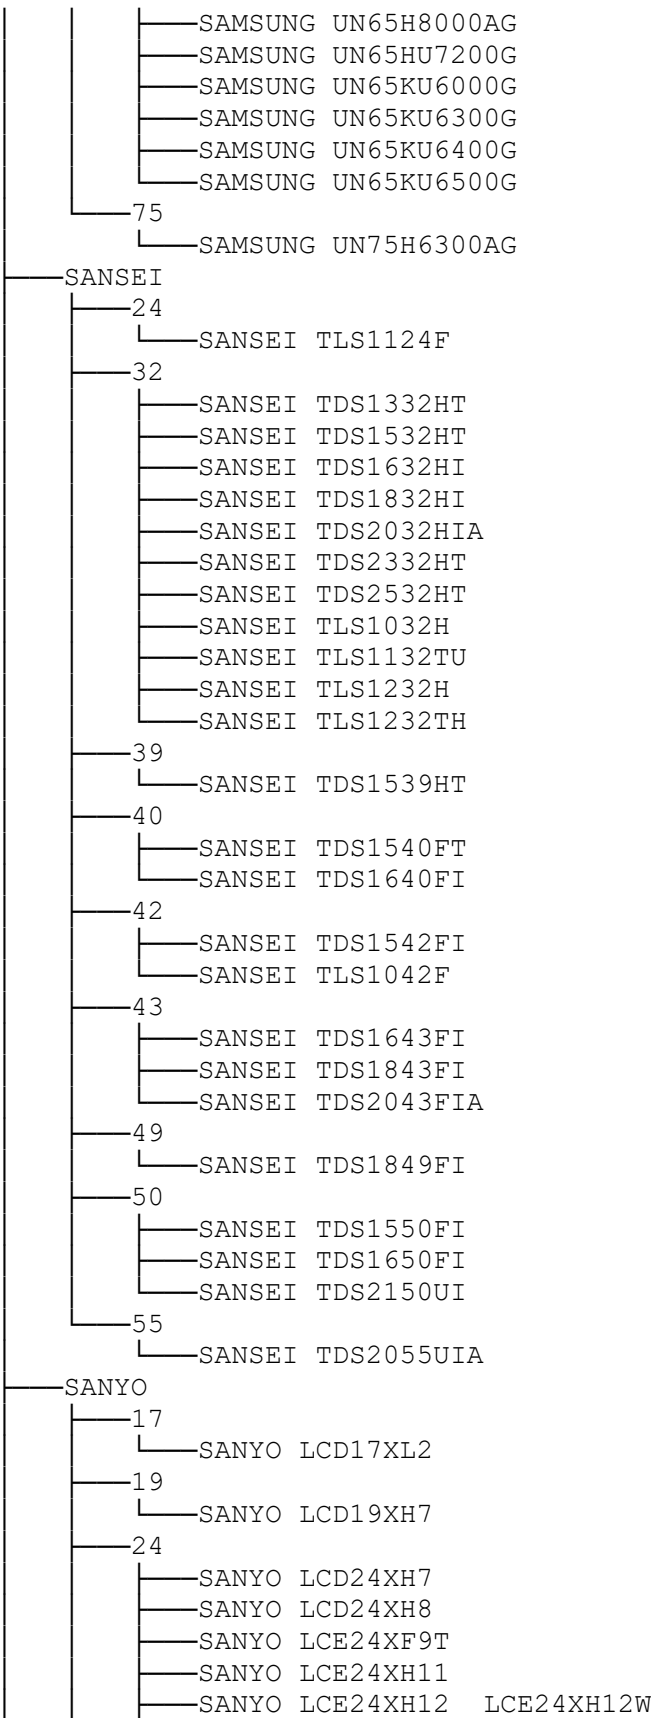 SAMSUNG UN65H8000AG
SAMSUNG UN65HU7200G
SAMSUNG UN65KU6000G
SAMSUNG UN65KU6300G
SAMSUNG UN65KU6400G
SAMSUNG UN65KU6500G
75
SAMSUNG UN75H6300AG
SANSEI
24
SANSEI TLS1124F
32
SANSEI TDS1332HT
SANSEI TDS1532HT
SANSEI TDS1632HI
SANSEI TDS1832HI
SANSEI TDS2032HIA
SANSEI TDS2332HT
SANSEI TDS2532HT
SANSEI TLS1032H
SANSEI TLS1132TU
SANSEI TLS1232H
SANSEI TLS1232TH
39
SANSEI TDS1539HT
40
SANSEI TDS1540FT
SANSEI TDS1640FI
42
SANSEI TDS1542FI
SANSEI TLS1042F
43
SANSEI TDS1643FI
SANSEI TDS1843FI
SANSEI TDS2043FIA
49
SANSEI TDS1849FI
50
SANSEI TDS1550FI
SANSEI TDS1650FI
SANSEI TDS2150UI
55
SANSEI TDS2055UIA
SANYO
17
SANYO LCD17XL2
19
SANYO LCD19XH7
24
SANYO LCD24XH7
SANYO LCD24XH8
SANYO LCE24XF9T
SANYO LCE24XH11
SANYO LCE24XH12  LCE24XH12W